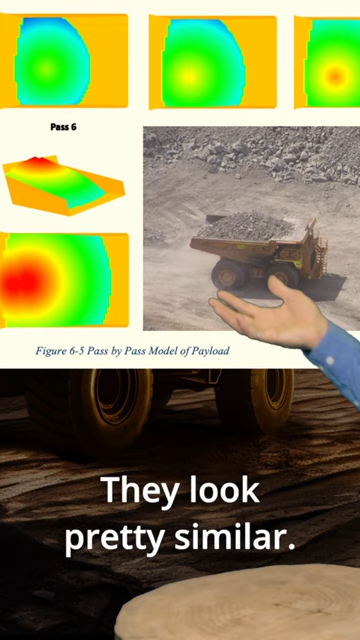 Pass 6
Figure 6-5 Pass by Pass Model of Payload
They look
pretty similar.